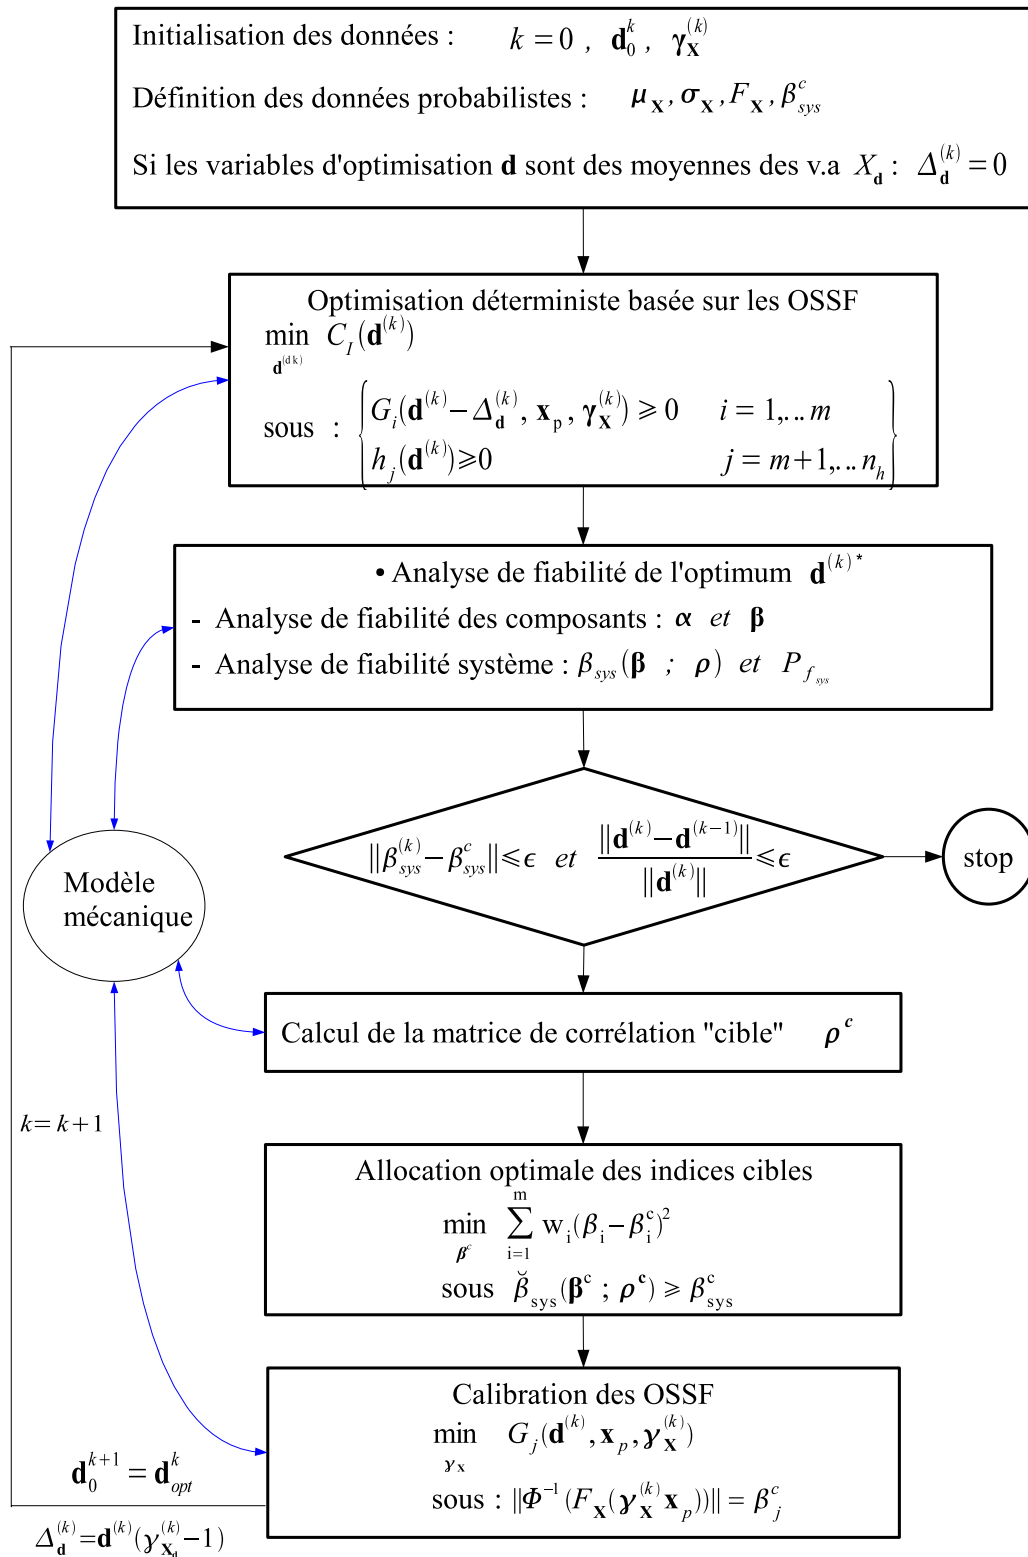 Initialisation des données : k = 0 , 𝐝₀ᵏ , 𝛄_𝐗^(k)
Définition des données probabilistes : 𝛍_𝐗 , 𝛔_𝐗 , F_𝐗 , β_sys^c
Si les variables d'optimisation 𝐝 sont des moyennes des v.a X_𝐝 : Δ_𝐝^(k) = 0
Optimisation déterministe basée sur les OSSF
min C_I(𝐝^(k))
𝐝^(d k)
sous : { G_i(𝐝^(k) − Δ_𝐝^(k), 𝐱_p, 𝛄_𝐗^(k)) ⩾ 0 i = 1,... m
h_j(𝐝^(k)) ⩾ 0 j = m+1,... n_h }
• Analyse de fiabilité de l'optimum 𝐝^(k)*
- Analyse de fiabilité des composants : 𝛂 et 𝛃
- Analyse de fiabilité système : β_sys(𝛃 ; 𝛒) et P_f_sys
‖β_sys^(k) − β_sys^c‖ ⩽ ϵ et ‖𝐝^(k) − 𝐝^(k−1)‖ / ‖𝐝^(k)‖ ⩽ ϵ
stop
Modèle
mécanique
Calcul de la matrice de corrélation "cible" 𝛒^c
k = k+1
Allocation optimale des indices cibles
min ∑_{i=1}^{m} w_i(β_i − β_i^c)²
𝛃^c
sous β̆_sys(𝛃^c ; 𝛒^c) ⩾ β_sys^c
Calibration des OSSF
min G_j(𝐝^(k), 𝐱_p, 𝛄_𝐗^(k))
𝛄_𝐗
sous : ‖Φ^-1(F_𝐗(𝛄_𝐗^(k) 𝐱_p))‖ = β_j^c
𝐝₀^{k+1} = 𝐝_opt^k
Δ_𝐝^(k) = 𝐝^(k)(γ_{𝐗_d}^(k) − 1)